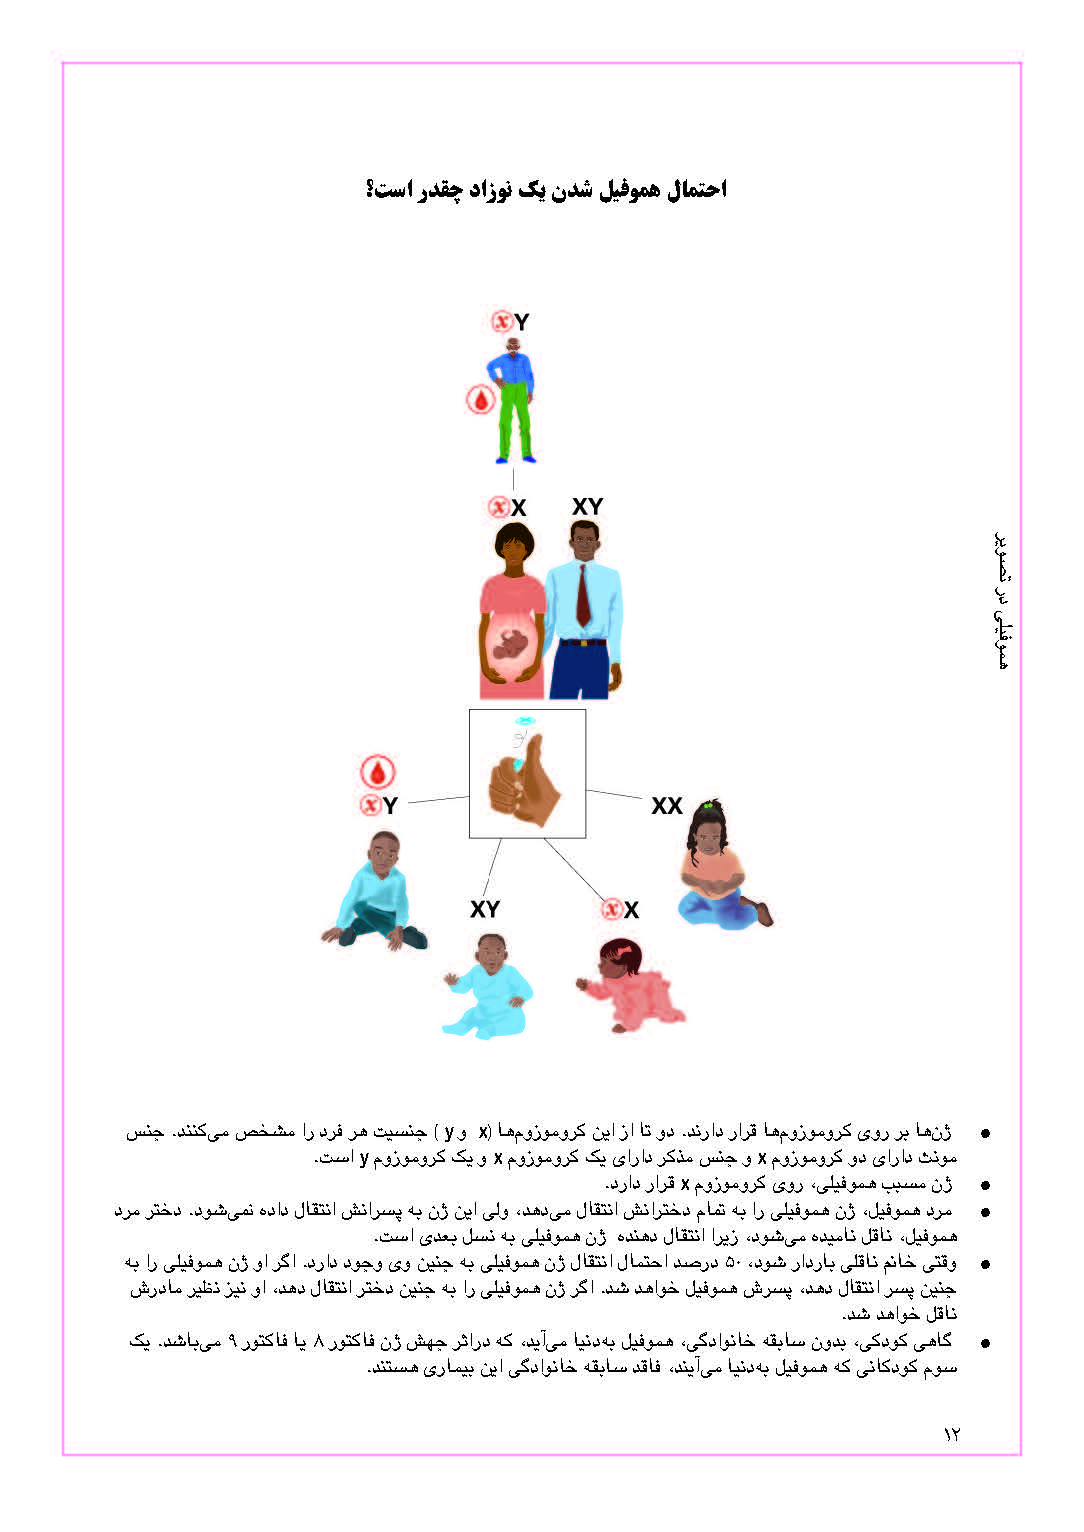 احتمال هموفیل شدن یک نوزاد چقدر است؟
xY
xX XY
xY
XX
XY
xX
هموفیلی در تصویر
● ژن‌ها بر روی کروموزوم‌ها قرار دارند. دو تا از این کروموزوم‌ها (x و y ) جنسیت هر فرد را مشخص می‌کنند. جنس
مونث دارای دو کروموزوم x و جنس مذکر دارای یک کروموزوم x و یک کروموزوم y است.
● ژن مسبب هموفیلی، روی کروموزوم x قرار دارد.
● مرد هموفیل، ژن هموفیلی را به تمام دخترانش انتقال می‌دهد، ولی این ژن به پسرانش انتقال داده نمی‌شود. دختر مرد
هموفیل، ناقل نامیده می‌شود، زیرا انتقال دهنده ژن هموفیلی به نسل بعدی است.
● وقتی خانم ناقلی باردار شود، ۵۰ درصد احتمال انتقال ژن هموفیلی به جنین وی وجود دارد. اگر او ژن هموفیلی را به
جنین پسر انتقال دهد، پسرش هموفیل خواهد شد. اگر ژن هموفیلی را به جنین دختر انتقال دهد، او نیز نظیر مادرش
ناقل خواهد شد.
● گاهی کودکی، بدون سابقه خانوادگی، هموفیل به‌دنیا می‌آید، که دراثر جهش ژن فاکتور ۸ یا فاکتور ۹ می‌باشد. یک
سوم کودکانی که هموفیل به‌دنیا می‌آیند، فاقد سابقه خانوادگی این بیماری هستند.
۱۲